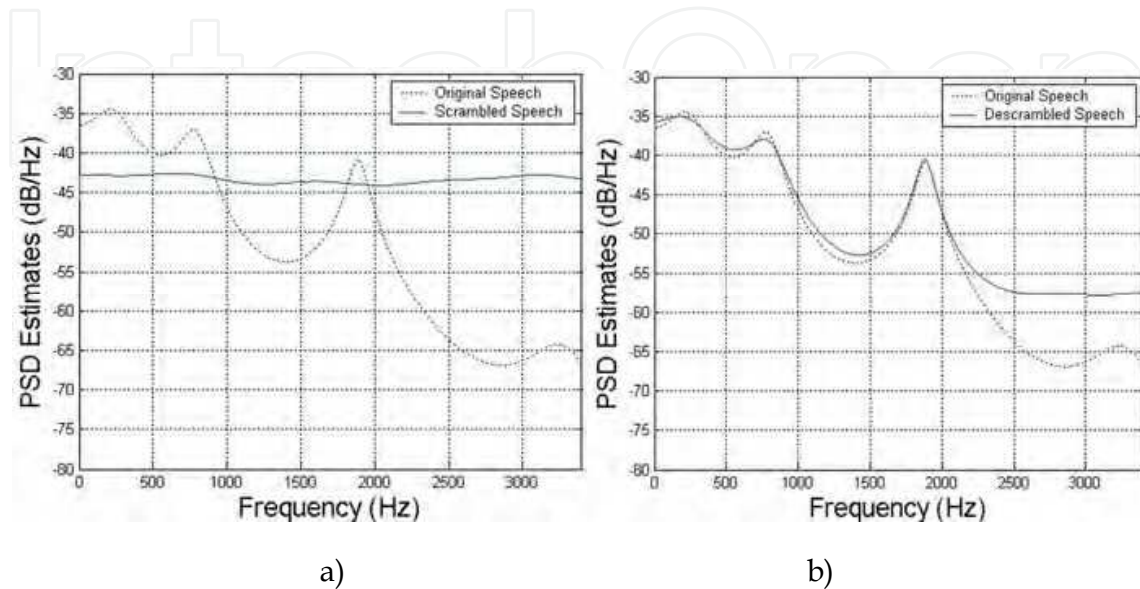 IntechOpen
-30
-35
-40
-45
-50
-55
-60
-65
-70
-75
-80
PSD Estimates (dB/Hz)
Original Speech
Scrambled Speech
0 500 1000 1500 2000 2500 3000
Frequency (Hz)
a)
-30
-35
-40
-45
-50
-55
-60
-65
-70
-75
-80
PSD Estimates (dB/Hz)
Original Speech
Descrambled Speech
0 500 1000 1500 2000 2500 3000
Frequency (Hz)
b)